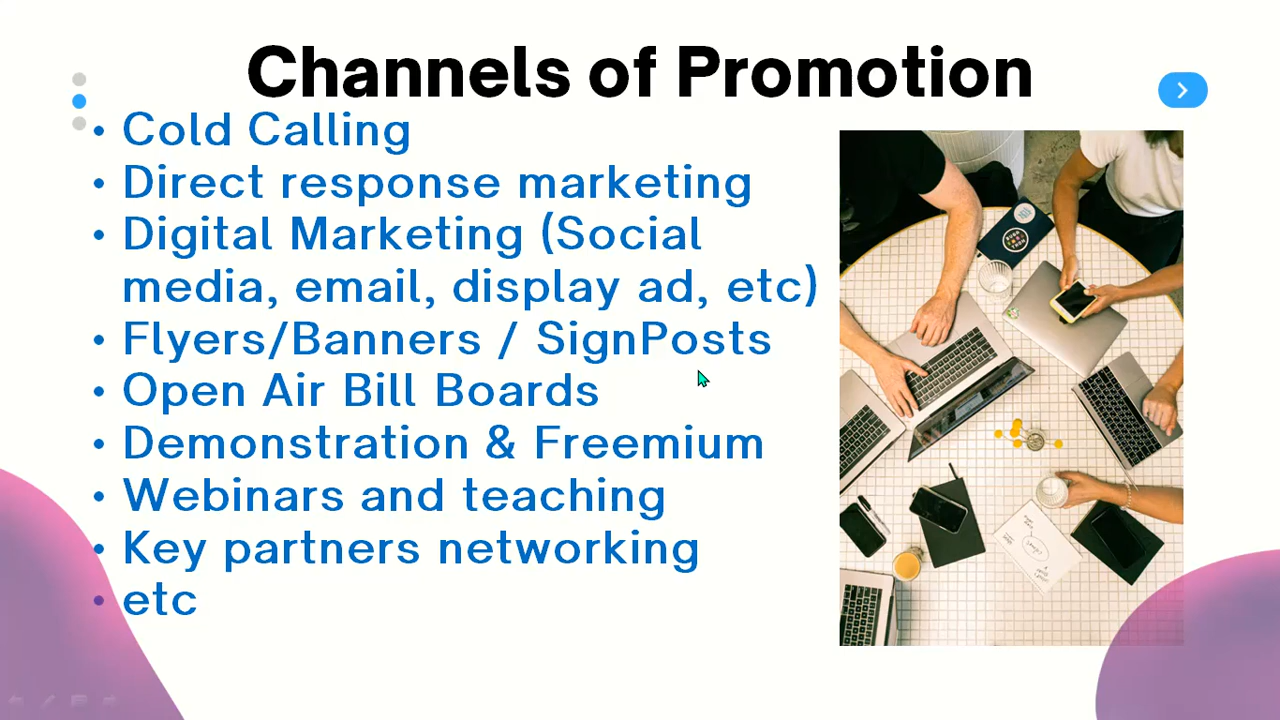 Channels of Promotion
• Cold Calling
• Direct response marketing
• Digital Marketing (Social
media, email, display ad, etc)
• Flyers/Banners / SignPosts
• Open Air Bill Boards
• Demonstration & Freemium
• Webinars and teaching
• Key partners networking
• etc